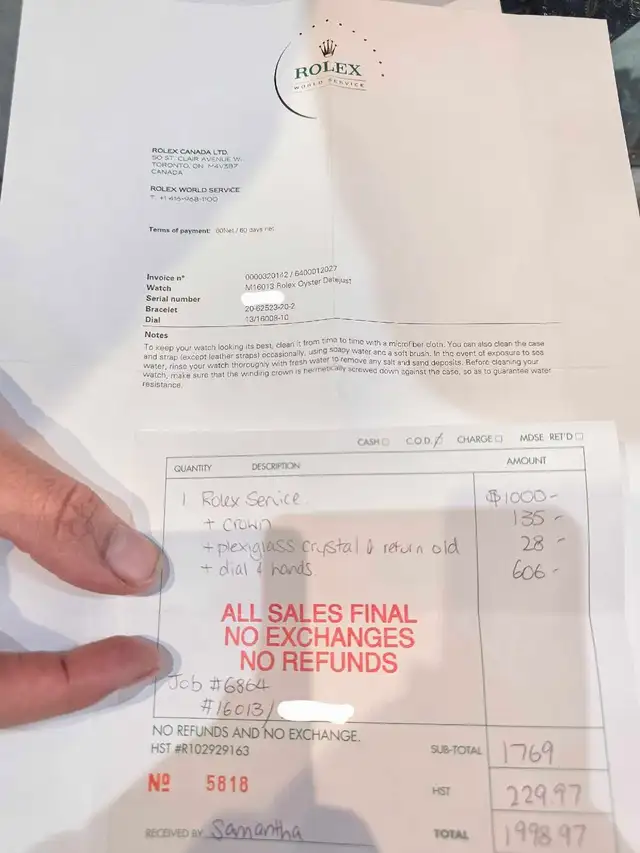 ROLEX
WORLD SERVICE
ROLEX CANADA LTD.
50 ST. CLAIR AVENUE W.
TORONTO, ON M4V3B7
CANADA
ROLEX WORLD SERVICE
T. +1 416-968-1100
Terms of payment: 60Net / 60 days net
Invoice n° 0000320142 / 6400012027
Watch M16013 Rolex Oyster Datejust
Serial number
Bracelet 20-62523-20-2
Dial 13/16008-10
Notes
To keep your watch looking its best, clean it from time to time with a microfiber cloth. You can also clean the case
and strap (except leather straps) occasionally, using soapy water and a soft brush. In the event of exposure to sea
water, rinse your watch thoroughly with fresh water to remove any salt and sand deposits. Before cleaning your
watch, make sure that the winding crown is hermetically screwed down against the case, so as to guarantee water
resistance.
CASH C.O.D. CHARGE MDSE RET'D
QUANTITY DESCRIPTION AMOUNT
1 Rolex Service $1000-
+ crown 135-
+ plexiglass crystal & return old 28-
+ dial & hands 606-
ALL SALES FINAL
NO EXCHANGES
NO REFUNDS
Job #6864
#16013/
NO REFUNDS AND NO EXCHANGE.
HST #R102929163
SUB-TOTAL 1769
Nº 5818
HST 229.97
RECEIVED BY Samantha
TOTAL 1998.97